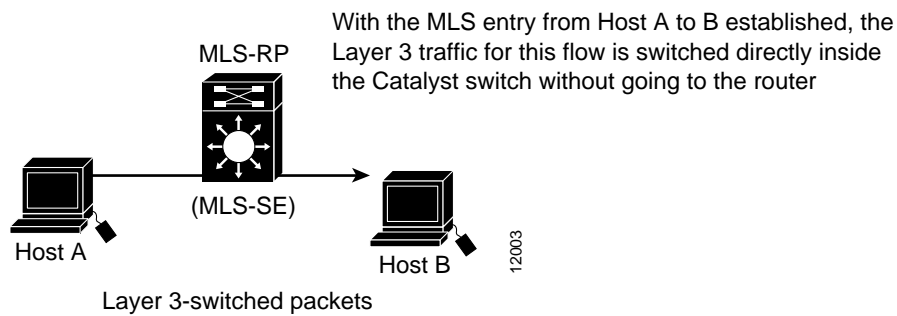 With the MLS entry from Host A to B established, the
Layer 3 traffic for this flow is switched directly inside
the Catalyst switch without going to the router
MLS-RP
(MLS-SE)
Host A
Host B
12003
Layer 3-switched packets